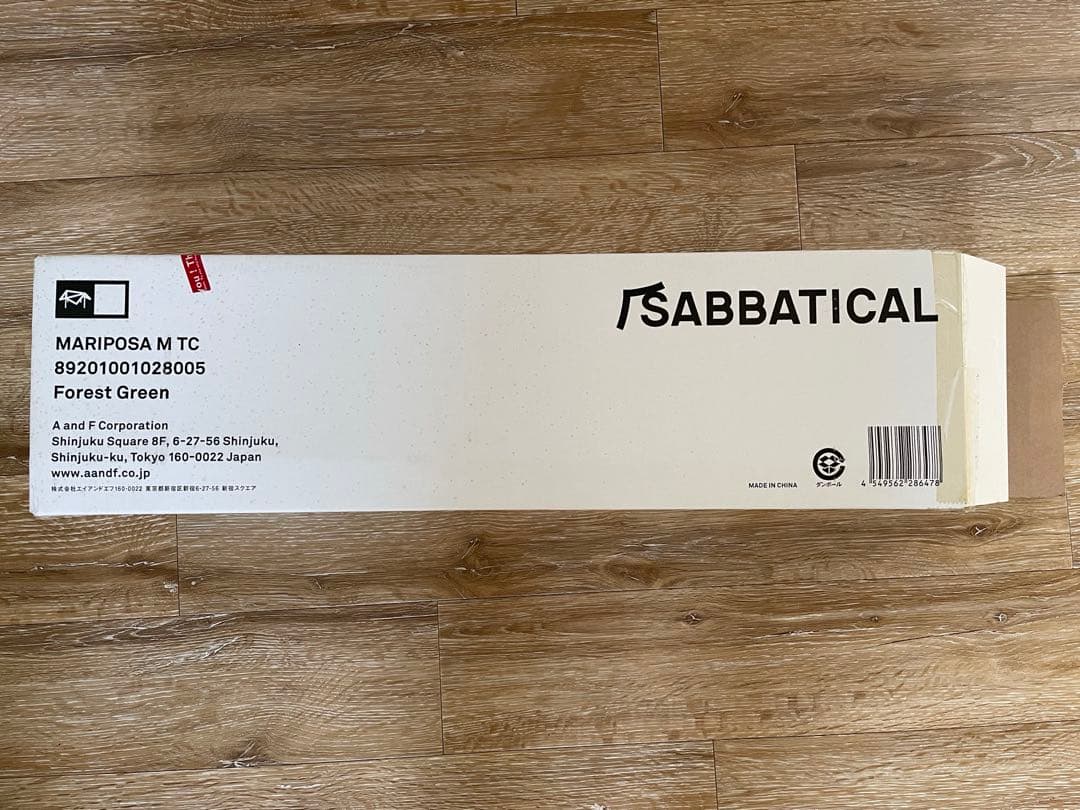 you ! Th
SABBATICAL
MARIPOSA M TC
89201001028005
Forest Green
A and F Corporation
Shinjuku Square 8F, 6-27-56 Shinjuku,
Shinjuku-ku, Tokyo 160-0022 Japan
www.aandf.co.jp
株式会社エイアンドエフ160-0022 東京都新宿区新宿6-27-56 新宿スクエア
MADE IN CHINA
ダンボール
4 549562 286478